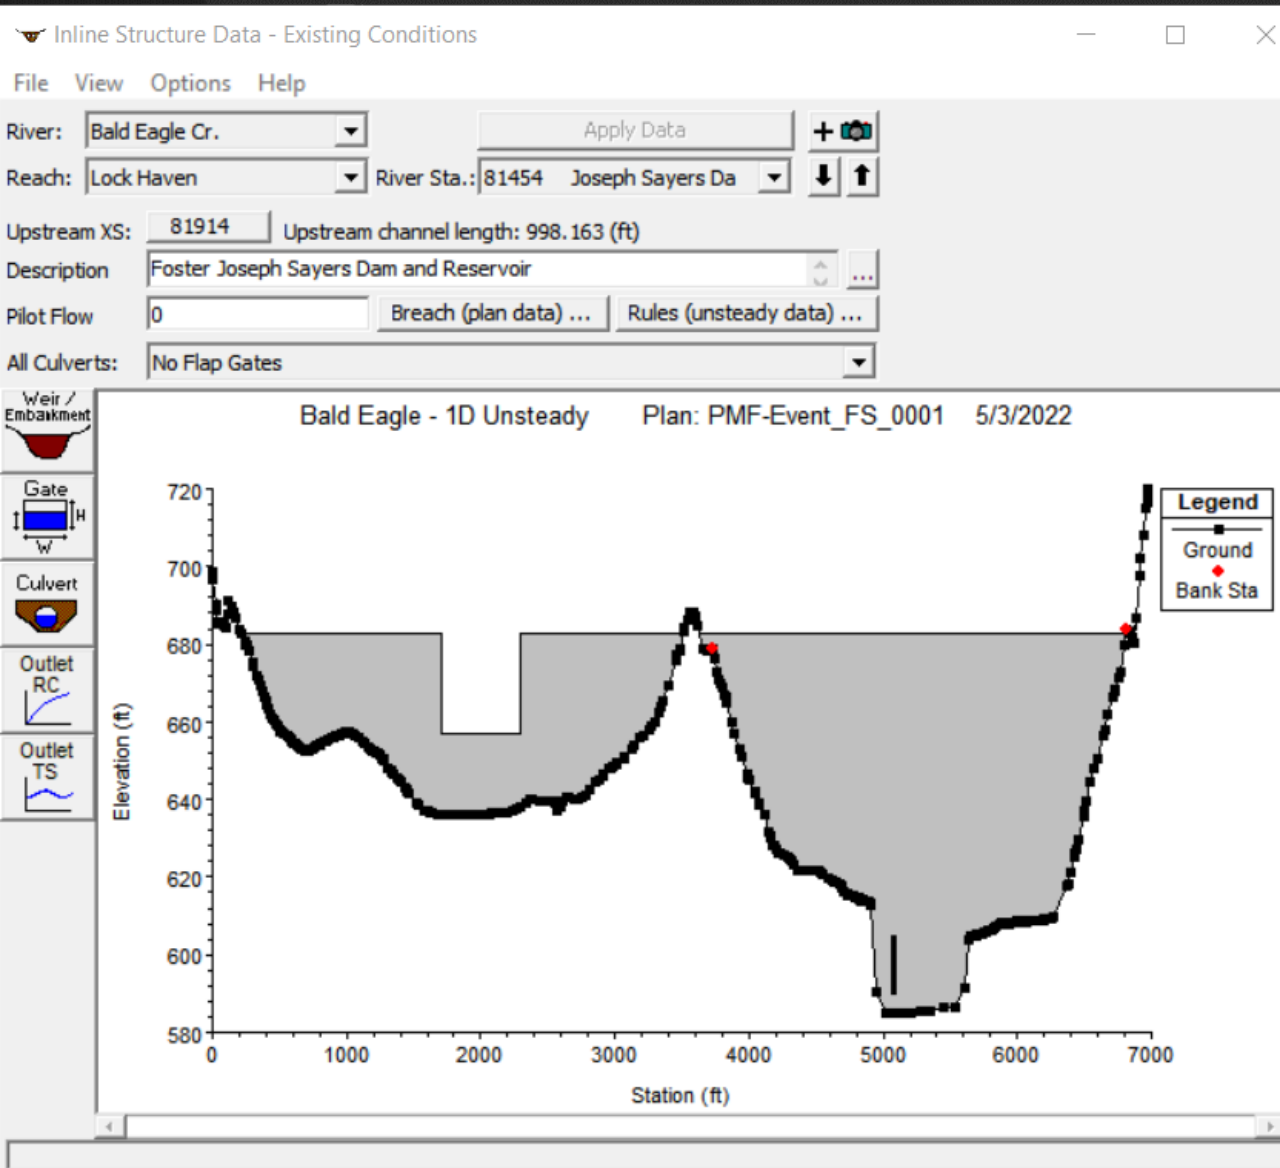 Inline Structure Data - Existing Conditions
File View Options Help
River: Bald Eagle Cr. Apply Data +
Reach: Lock Haven River Sta.: 81454 Joseph Sayers Da
Upstream XS: 81914 Upstream channel length: 998.163 (ft)
Description Foster Joseph Sayers Dam and Reservoir ...
Pilot Flow 0 Breach (plan data) ... Rules (unsteady data) ...
All Culverts: No Flap Gates
Weir /
Embankment
Gate
H
W
Culvert
Outlet
RC
Outlet
TS
Bald Eagle - 1D Unsteady Plan: PMF-Event_FS_0001 5/3/2022
720
700
680
660
640
620
600
580
Elevation (ft)
0 1000 2000 3000 4000 5000 6000 7000
Station (ft)
Legend
Ground
Bank Sta